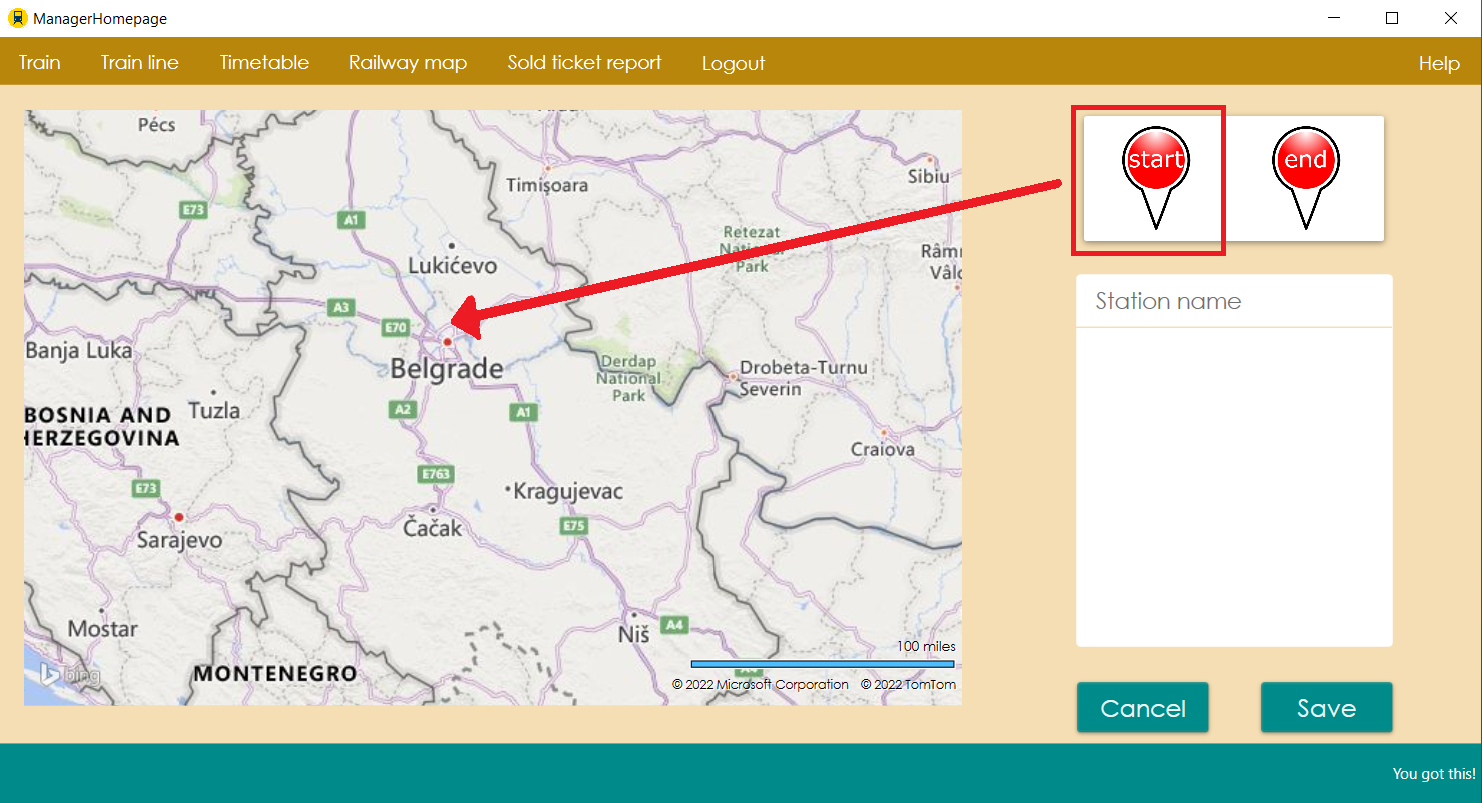 ManagerHomepage
Train
Train line
Timetable
Railway map
Sold ticket report
Logout
Help
Pécs
Timișoara
Sibiu
E73
A1
Retezat
National
Park
Lukićevo
A3
E70
Belgrade
Banja Luka
Derdap
National
Park
Drobeta-Turnu
Severin
BOSNIA AND
HERZEGOVINA
Tuzla
A2
A1
Craiova
E763
E73
Kragujevac
Čačak
E75
Sarajevo
Mostar
Niš
A4
MONTENEGRO
100 miles
bing
© 2022 Microsoft Corporation © 2022 TomTom
start
end
Station name
Cancel
Save
You got this!